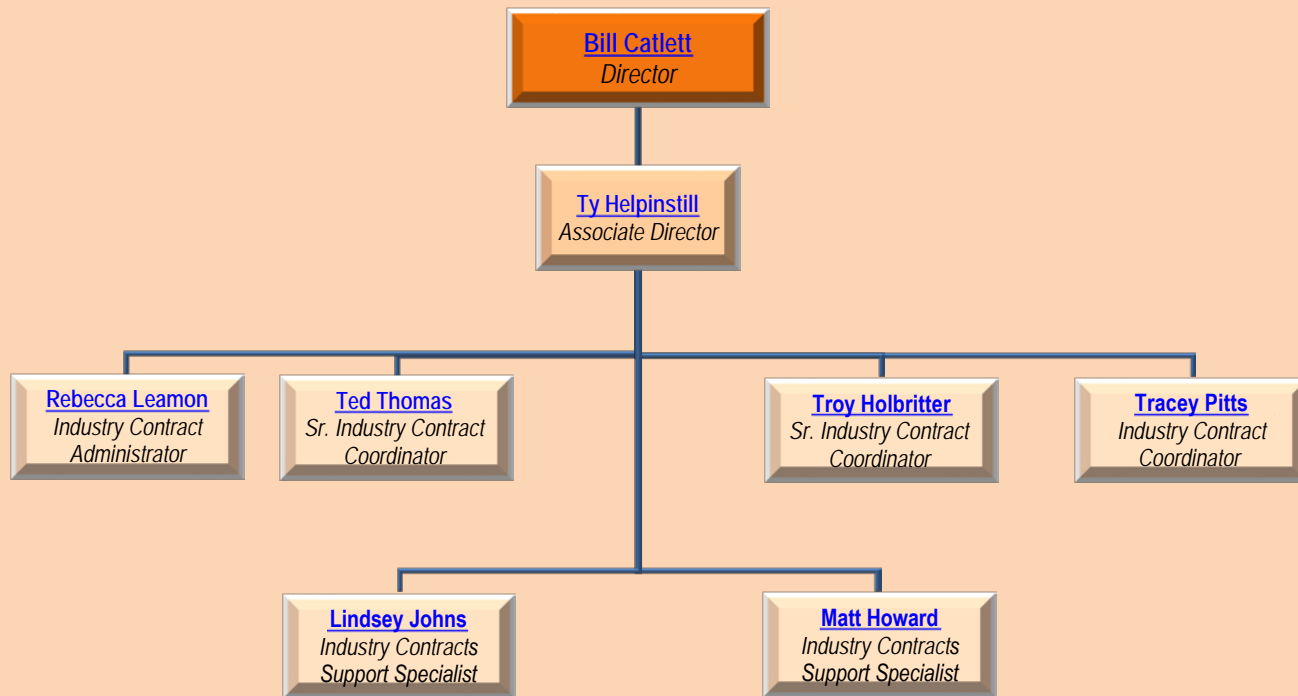 Bill Catlett
Director
Ty Helpinstill
Associate Director
Rebecca Leamon
Industry Contract
Administrator
Ted Thomas
Sr. Industry Contract
Coordinator
Troy Holbritter
Sr. Industry Contract
Coordinator
Tracey Pitts
Industry Contract
Coordinator
Lindsey Johns
Industry Contracts
Support Specialist
Matt Howard
Industry Contracts
Support Specialist